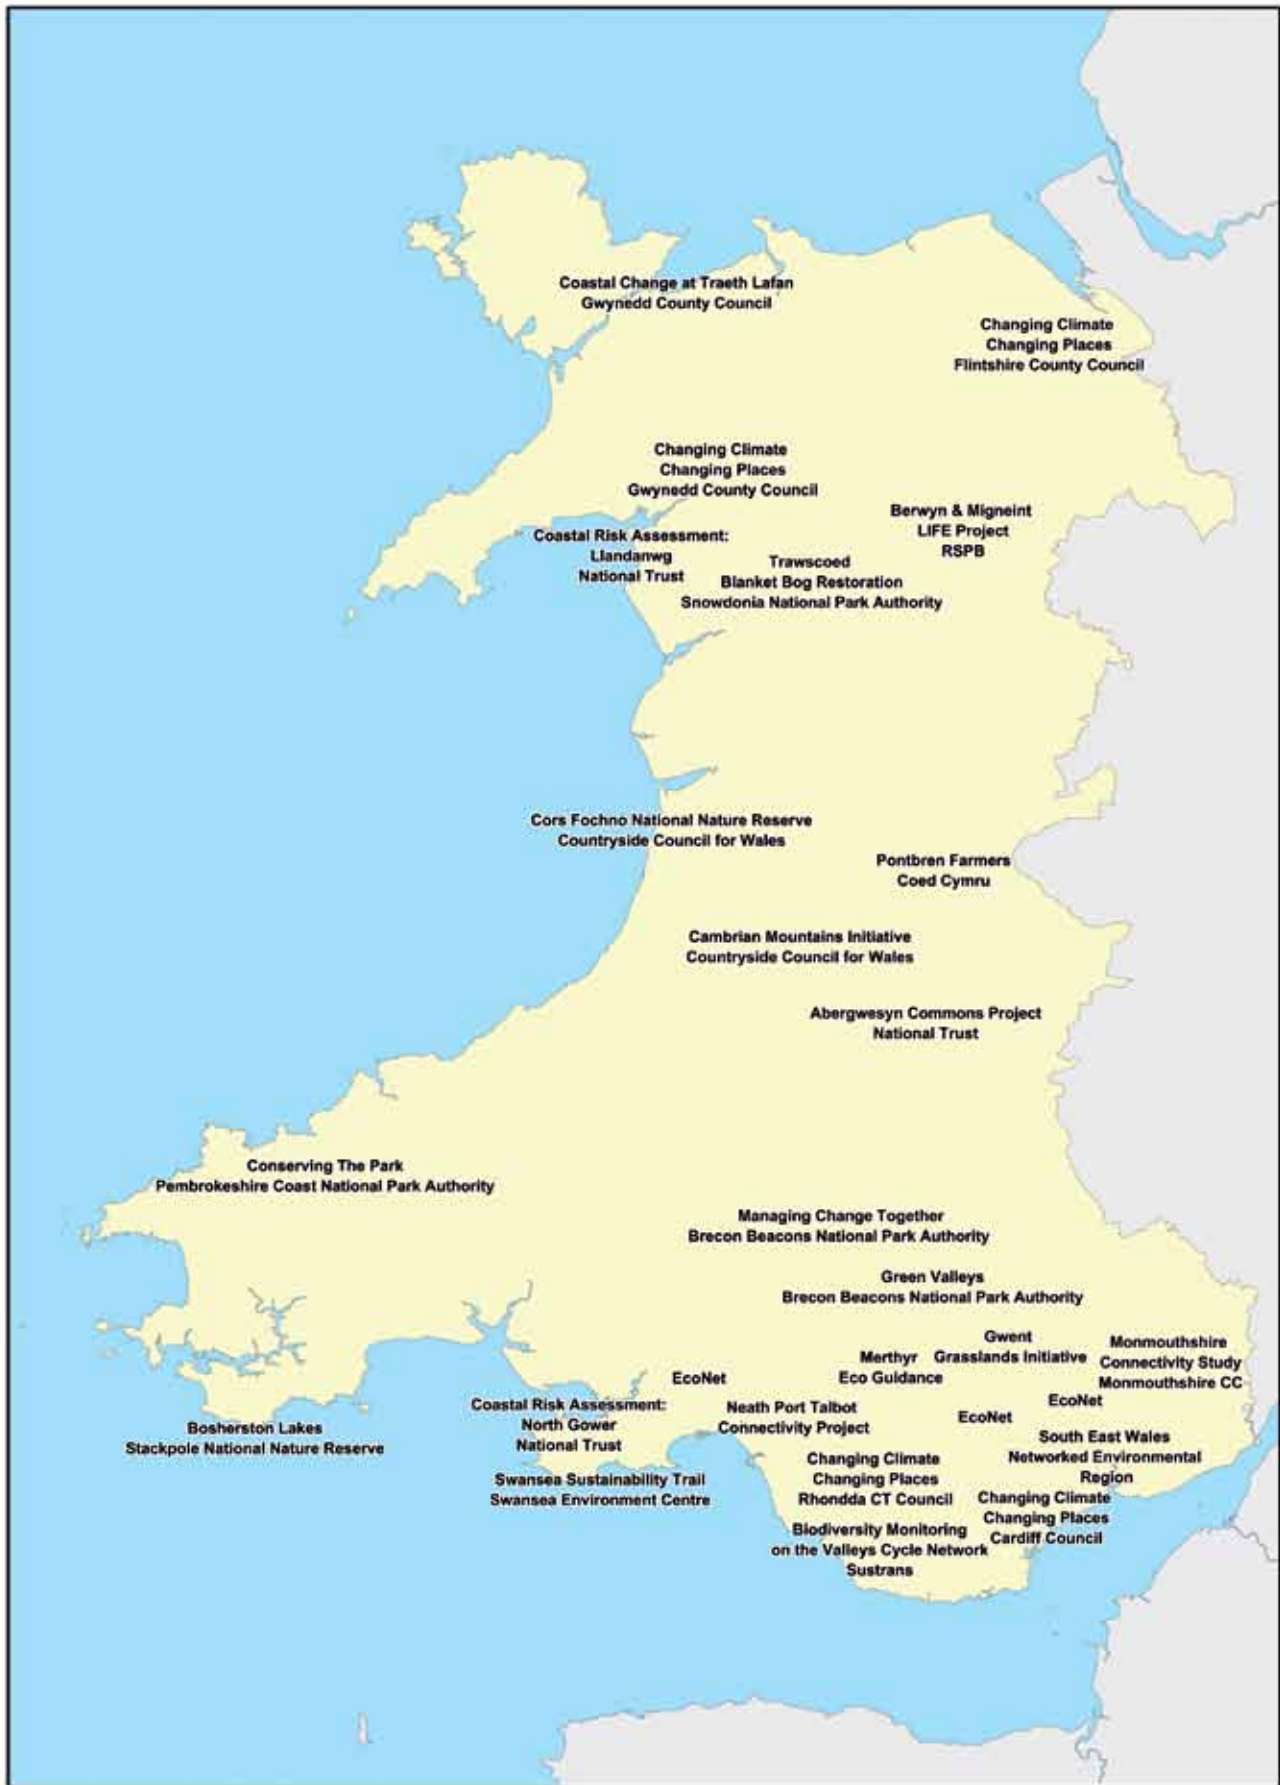 Coastal Change at Traeth Lafan
Gwynedd County Council
Changing Climate
Changing Places
Flintshire County Council
Changing Climate
Changing Places
Gwynedd County Council
Berwyn & Migneint
LIFE Project
RSPB
Coastal Risk Assessment:
Llandanwg
National Trust
Trawscoed
Blanket Bog Restoration
Snowdonia National Park Authority
Cors Fochno National Nature Reserve
Countryside Council for Wales
Pontbren Farmers
Coed Cymru
Cambrian Mountains Initiative
Countryside Council for Wales
Abergwesyn Commons Project
National Trust
Conserving The Park
Pembrokeshire Coast National Park Authority
Managing Change Together
Brecon Beacons National Park Authority
Green Valleys
Brecon Beacons National Park Authority
Gwent
Grasslands Initiative
Monmouthshire
Connectivity Study
Monmouthshire CC
Merthyr
Eco Guidance
EcoNet
EcoNet
Coastal Risk Assessment:
North Gower
National Trust
Neath Port Talbot
Connectivity Project
EcoNet
Bosherston Lakes
Stackpole National Nature Reserve
South East Wales
Networked Environmental
Region
Changing Climate
Changing Places
Rhondda CT Council
Swansea Sustainability Trail
Swansea Environment Centre
Changing Climate
Changing Places
Cardiff Council
Biodiversity Monitoring
on the Valleys Cycle Network
Sustrans